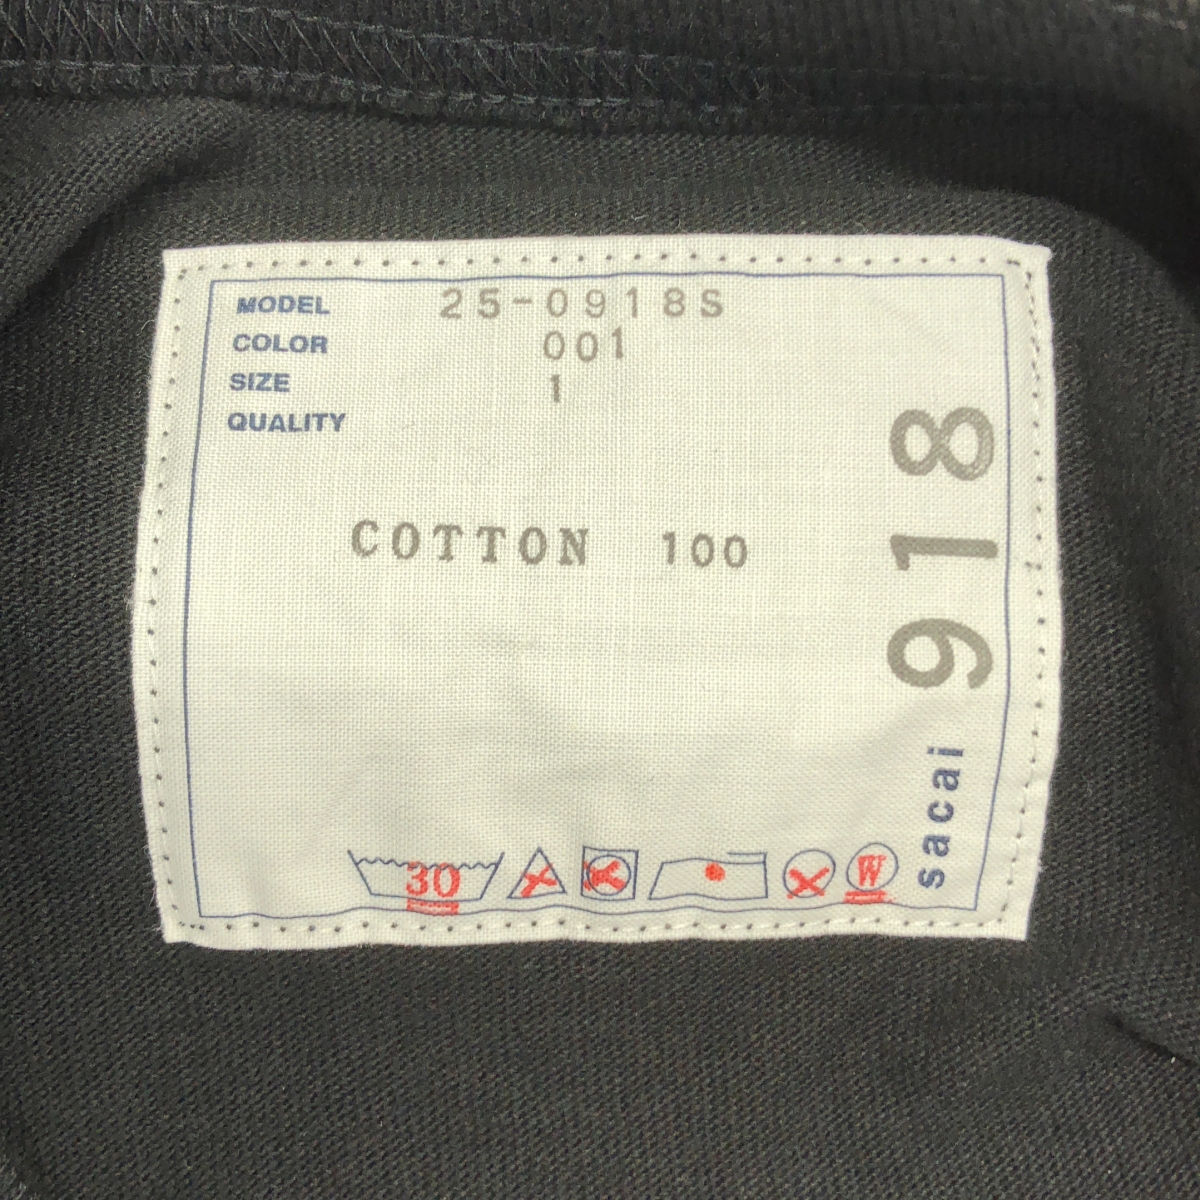 MODEL 25-0918S
COLOR 001
SIZE 1
QUALITY
COTTON 100
sacai 918
30
W